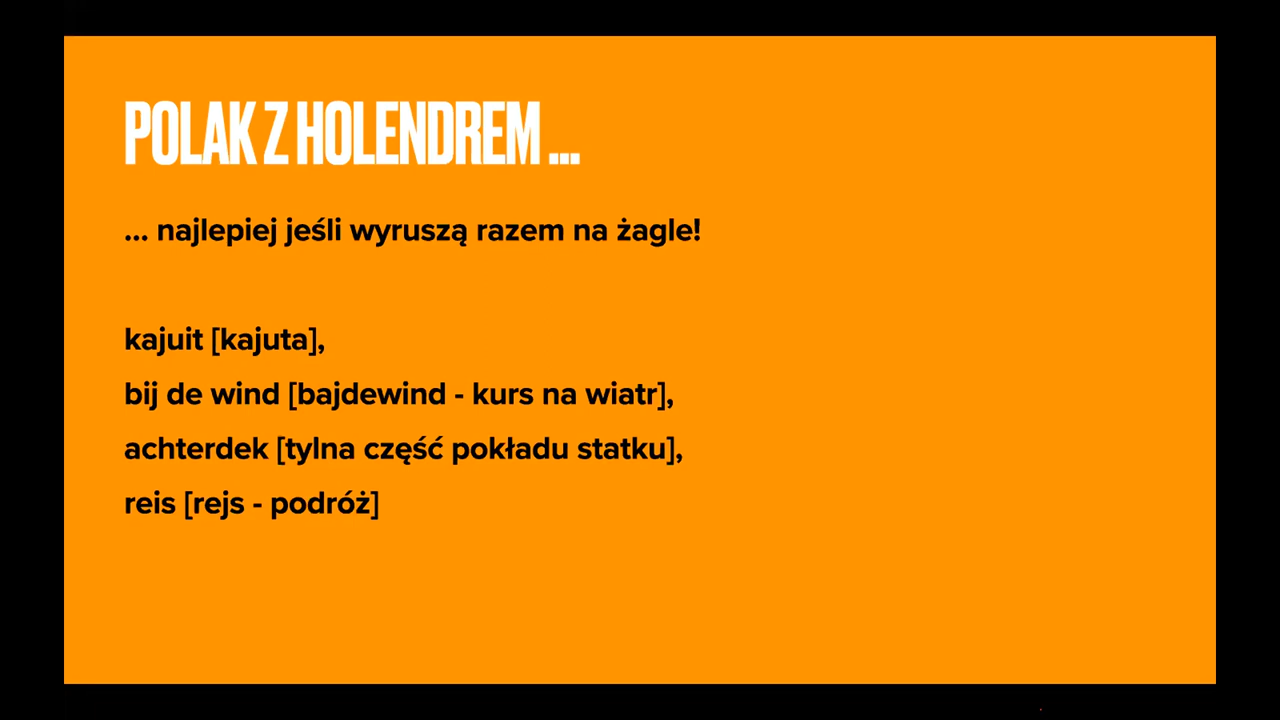 POLAK Z HOLENDREM ...
... najlepiej jeśli wyruszą razem na żagle!
kajuit [kajuta],
bij de wind [bajdewind - kurs na wiatr],
achterdek [tylna część pokładu statku],
reis [rejs - podróż]